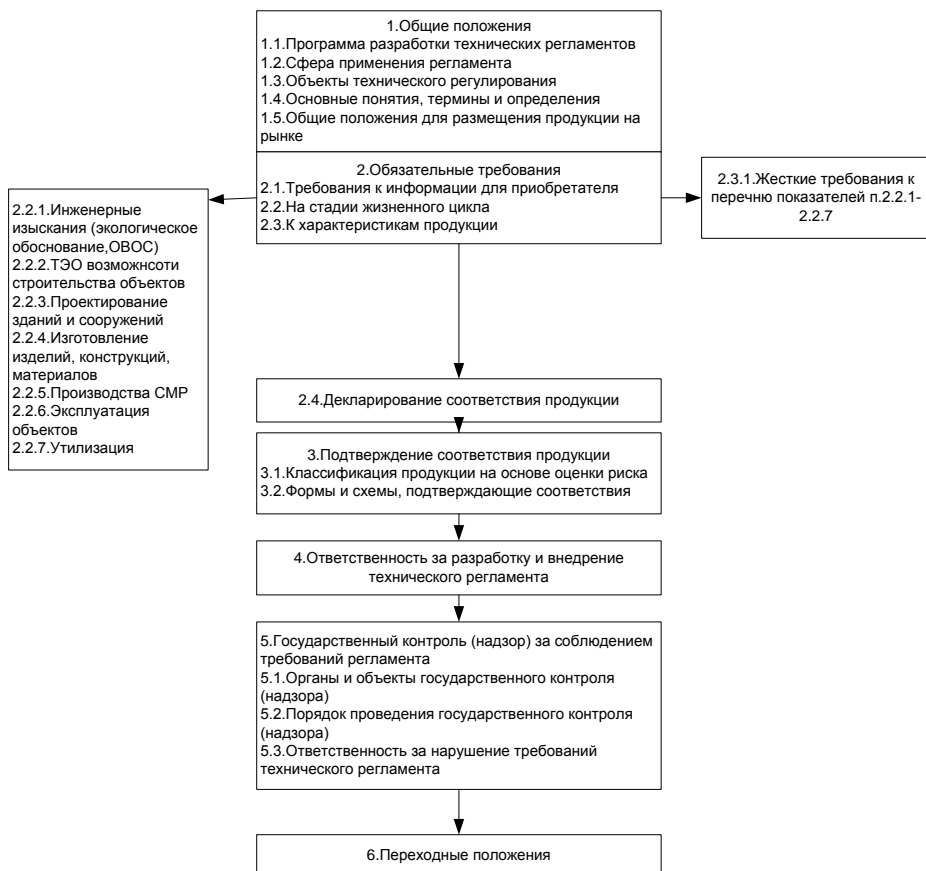 1.Общие положения
1.1.Программа разработки технических регламентов
1.2.Сфера применения регламента
1.3.Объекты технического регулирования
1.4.Основные понятия, термины и определения
1.5.Общие положения для размещения продукции на
рынке
2.Обязательные требования
2.1.Требования к информации для приобретателя
2.2.На стадии жизненного цикла
2.3.К характеристикам продукции
2.2.1.Инженерные
изыскания (экологическое
обоснование,ОВОС)
2.2.2.ТЭО возможнсоти
строительства объектов
2.2.3.Проектирование
зданий и сооружений
2.2.4.Изготовление
изделий, конструкций,
материалов
2.2.5.Производства СМР
2.2.6.Эксплуатация
объектов
2.2.7.Утилизация
2.3.1.Жесткие требования к
перечню показателей п.2.2.1-
2.2.7
2.4.Декларирование соответствия продукции
3.Подтверждение соответствия продукции
3.1.Классификация продукции на основе оценки риска
3.2.Формы и схемы, подтверждающие соответствия
4.Ответственность за разработку и внедрение
технического регламента
5.Государственный контроль (надзор) за соблюдением
требований регламента
5.1.Органы и объекты государственного контроля
(надзора)
5.2.Порядок проведения государственного контроля
(надзора)
5.3.Ответственность за нарушение требований
технического регламента
6.Переходные положения